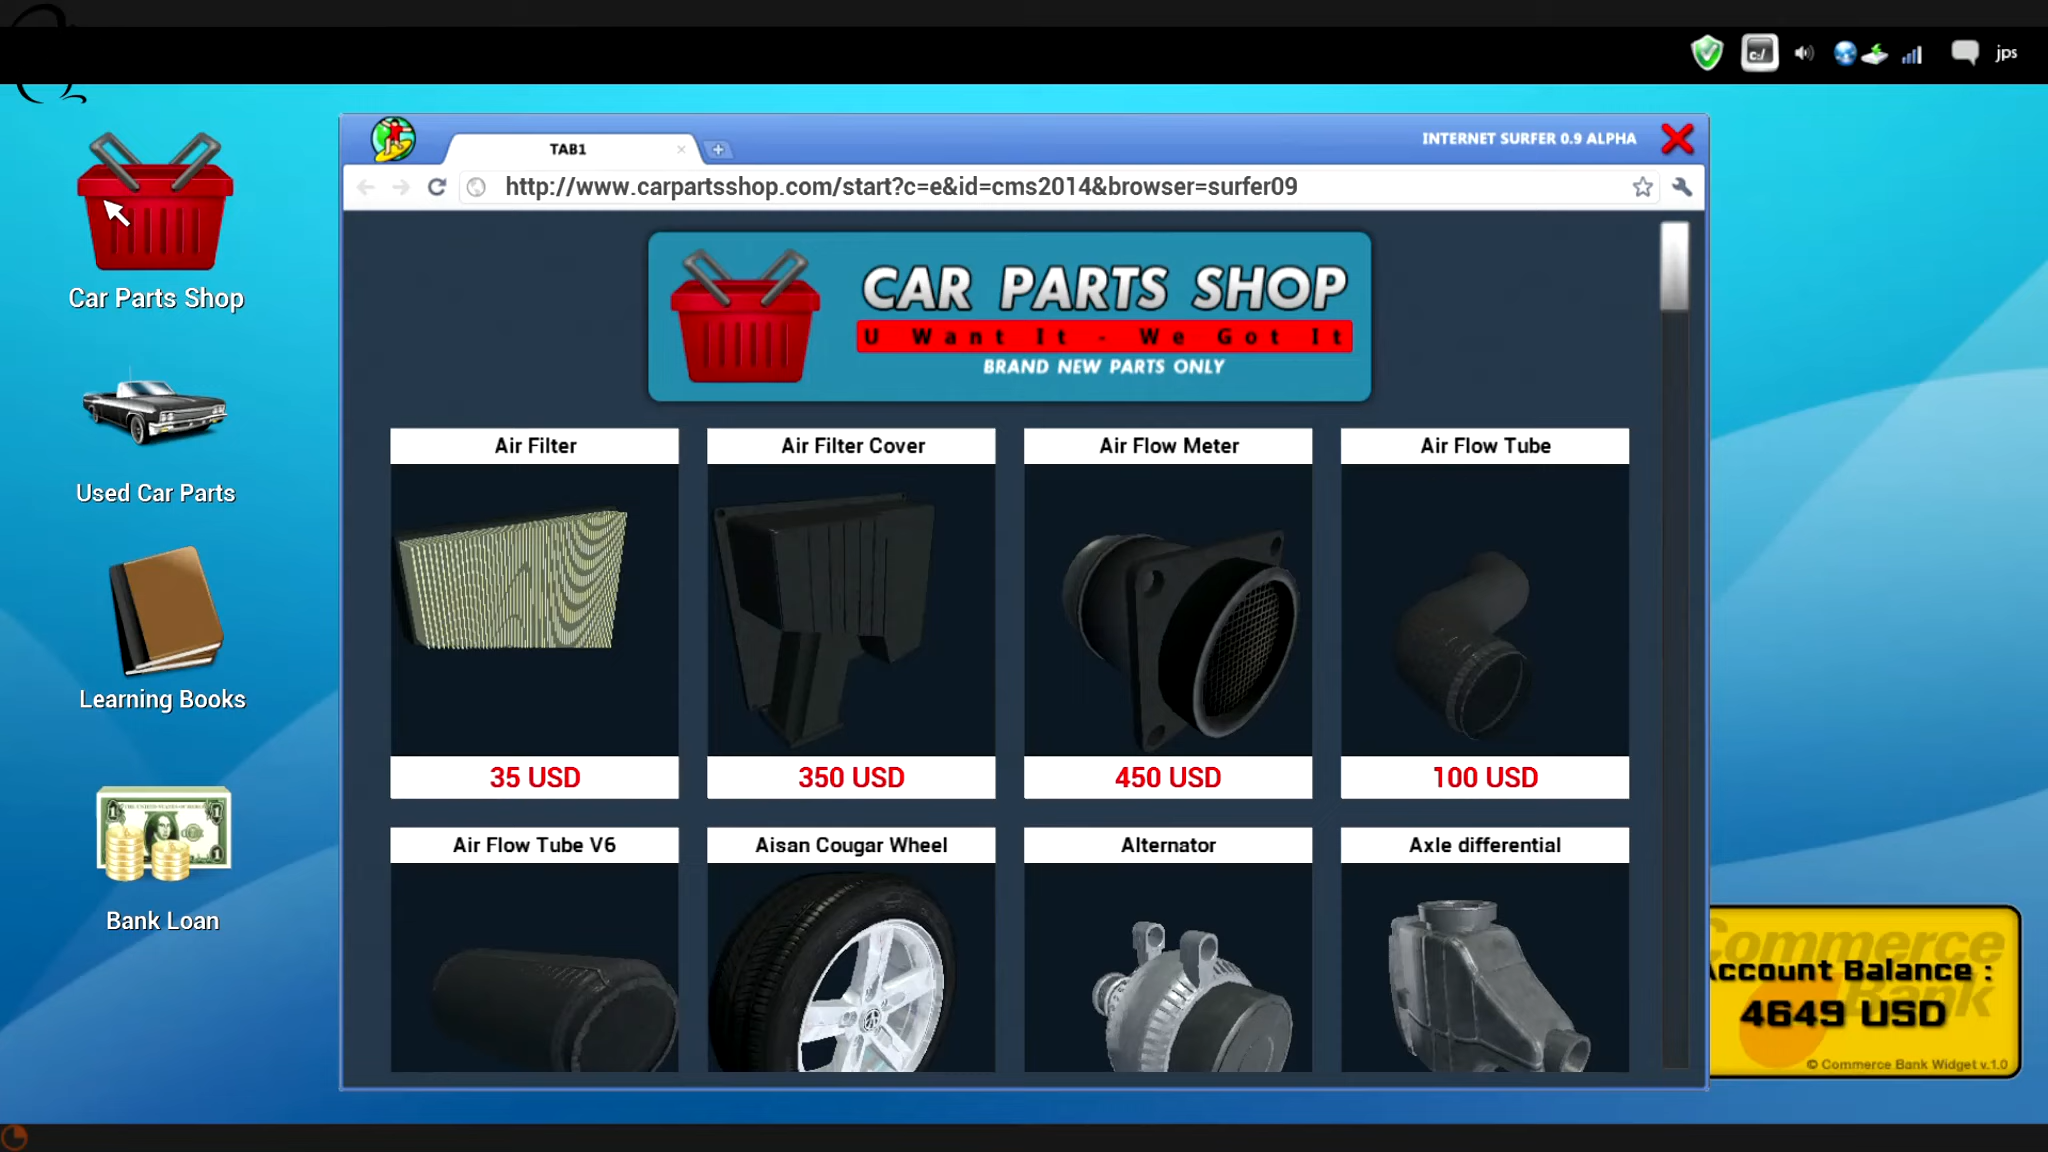 c:/
jps
TAB1
INTERNET SURFER 0.9 ALPHA
http://www.carpartsshop.com/start?c=e&id=cms2014&browser=surfer09
Car Parts Shop
Used Car Parts
Learning Books
Bank Loan
CAR PARTS SHOP
U Want It - We Got It
BRAND NEW PARTS ONLY
Air Filter
Air Filter Cover
Air Flow Meter
Air Flow Tube
35 USD
350 USD
450 USD
100 USD
Air Flow Tube V6
Aisan Cougar Wheel
Alternator
Axle differential
Commerce
Bank
Account Balance :
4649 USD
© Commerce Bank Widget v.1.0